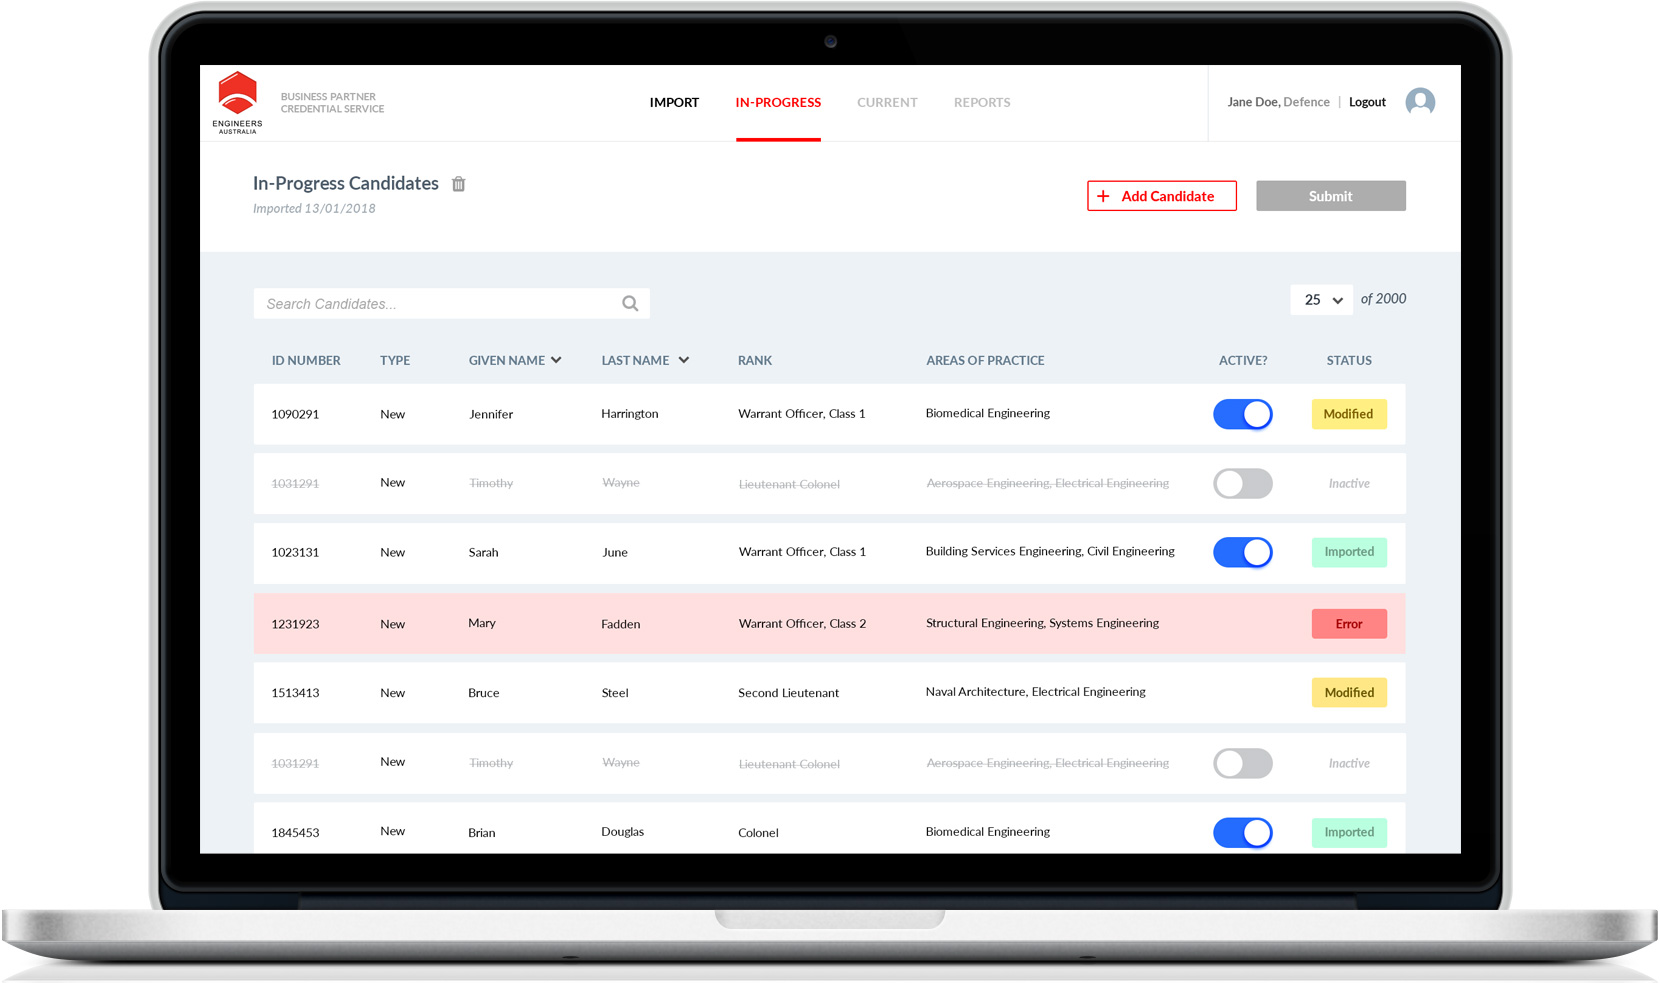 ENGINEERS
AUSTRALIA
BUSINESS PARTNER
CREDENTIAL SERVICE
IMPORT IN-PROGRESS CURRENT REPORTS
Jane Doe, Defence | Logout
In-Progress Candidates
Imported 13/01/2018
+ Add Candidate
Submit
Search Candidates...
25 of 2000
ID NUMBER TYPE GIVEN NAME LAST NAME RANK AREAS OF PRACTICE ACTIVE? STATUS
1090291 New Jennifer Harrington Warrant Officer, Class 1 Biomedical Engineering Modified
1031291 New Timothy Wayne Lieutenant Colonel Aerospace Engineering, Electrical Engineering Inactive
1023131 New Sarah June Warrant Officer, Class 1 Building Services Engineering, Civil Engineering Imported
1231923 New Mary Fadden Warrant Officer, Class 2 Structural Engineering, Systems Engineering Error
1513413 New Bruce Steel Second Lieutenant Naval Architecture, Electrical Engineering Modified
1031291 New Timothy Wayne Lieutenant Colonel Aerospace Engineering, Electrical Engineering Inactive
1845453 New Brian Douglas Colonel Biomedical Engineering Imported